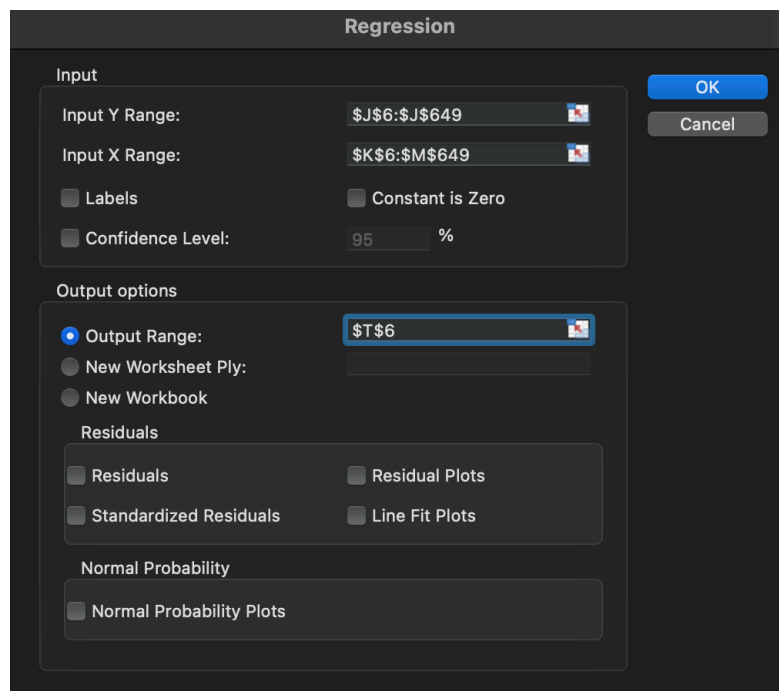 Regression
Input
OK
Input Y Range: $J$6:$J$649
Cancel
Input X Range: $K$6:$M$649
Labels Constant is Zero
Confidence Level: 95 %
Output options
Output Range: $T$6
New Worksheet Ply:
New Workbook
Residuals
Residuals Residual Plots
Standardized Residuals Line Fit Plots
Normal Probability
Normal Probability Plots